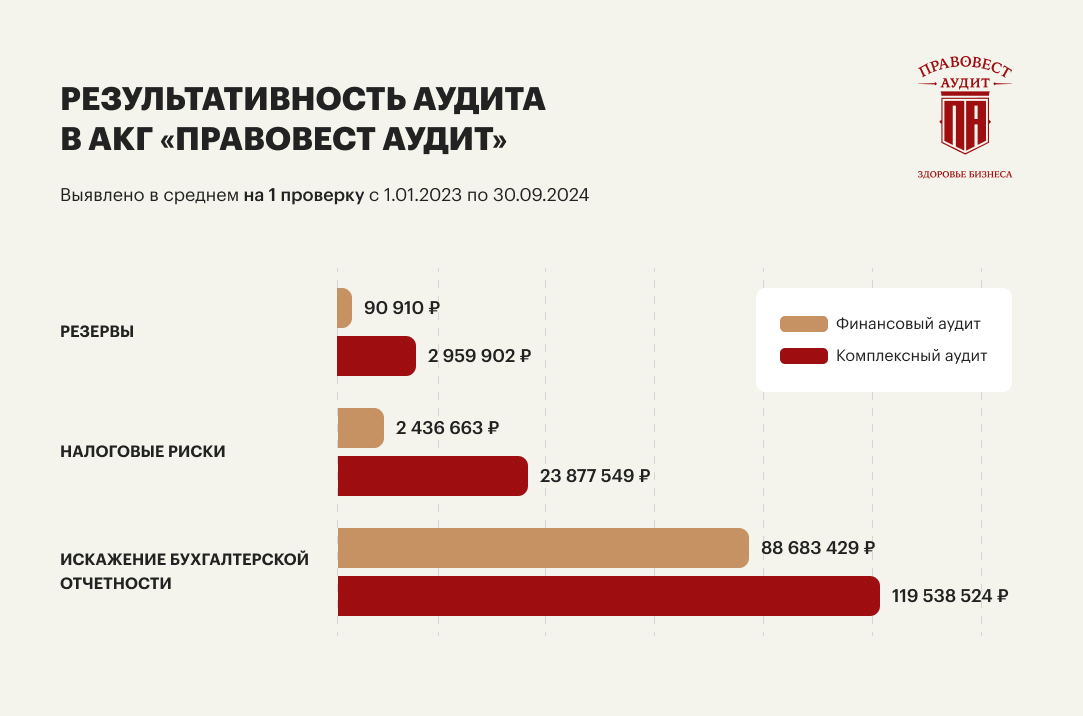 ПРАВОВЕСТ
АУДИТ
ПА
ЗДОРОВЬЕ БИЗНЕСА
РЕЗУЛЬТАТИВНОСТЬ АУДИТА
В АКГ «ПРАВОВЕСТ АУДИТ»
Выявлено в среднем на 1 проверку с 1.01.2023 по 30.09.2024
РЕЗЕРВЫ
90 910 ₽
2 959 902 ₽
Финансовый аудит
Комплексный аудит
НАЛОГОВЫЕ РИСКИ
2 436 663 ₽
23 877 549 ₽
ИСКАЖЕНИЕ БУХГАЛТЕРСКОЙ
ОТЧЕТНОСТИ
88 683 429 ₽
119 538 524 ₽